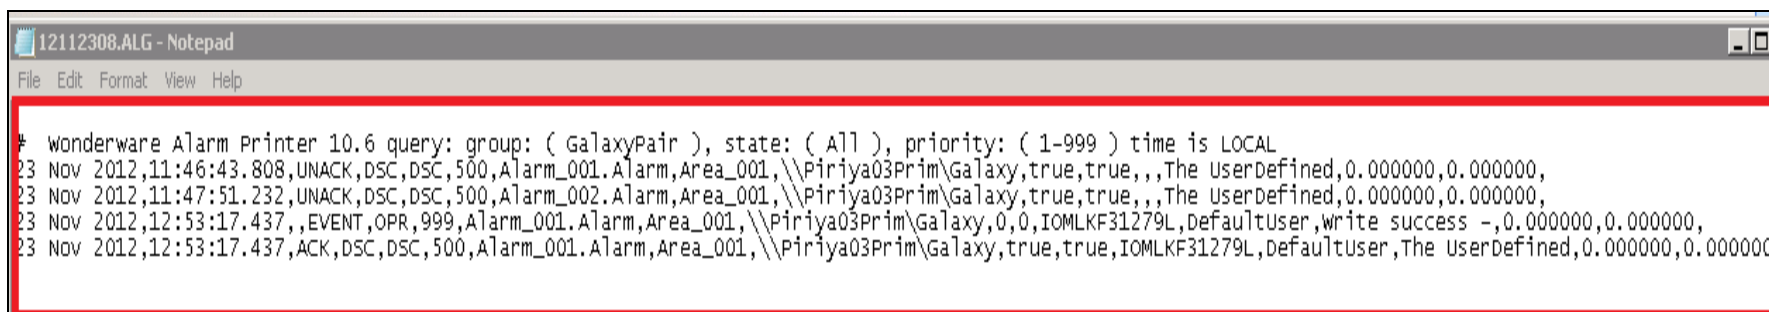 12112308.ALG - Notepad
File Edit Format View Help
# Wonderware Alarm Printer 10.6 query: group: ( GalaxyPair ), state: ( All ), priority: ( 1-999 ) time is LOCAL
23 Nov 2012,11:46:43.808,UNACK,DSC,DSC,500,Alarm_001.Alarm,Area_001,\\Piriya03Prim\Galaxy,true,true,,,The UserDefined,0.000000,0.000000,
23 Nov 2012,11:47:51.232,UNACK,DSC,DSC,500,Alarm_002.Alarm,Area_001,\\Piriya03Prim\Galaxy,true,true,,,The UserDefined,0.000000,0.000000,
23 Nov 2012,12:53:17.437,,EVENT,OPR,999,Alarm_001.Alarm,Area_001,\\Piriya03Prim\Galaxy,0,0,IOMLKF31279L,DefaultUser,Write success -,0.000000,0.000000,
23 Nov 2012,12:53:17.437,ACK,DSC,DSC,500,Alarm_001.Alarm,Area_001,\\Piriya03Prim\Galaxy,true,true,IOMLKF31279L,DefaultUser,The UserDefined,0.000000,0.000000